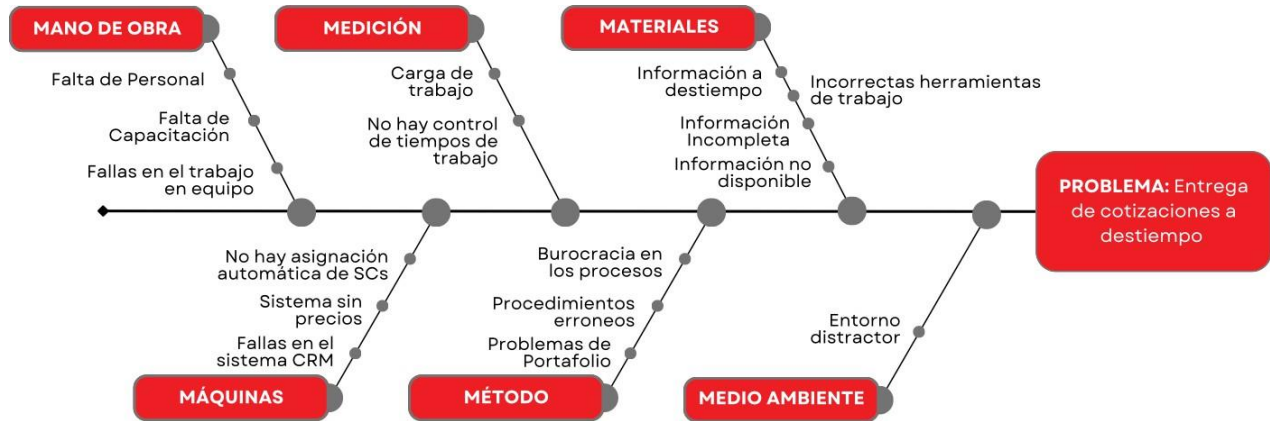 MANO DE OBRA
MEDICIÓN
MATERIALES
Falta de Personal
Falta de
Capacitación
Fallas en el trabajo
en equipo
Carga de
trabajo
No hay control
de tiempos de
trabajo
Información a
destiempo
Incorrectas herramientas
de trabajo
Información
Incompleta
Información no
disponible
PROBLEMA: Entrega
de cotizaciones a
destiempo
No hay asignación
automática de SCs
Sistema sin
precios
Fallas en el
sistema CRM
Burocracia en
los procesos
Procedimientos
erroneos
Problemas de
Portafolio
Entorno
distractor
MÁQUINAS
MÉTODO
MEDIO AMBIENTE